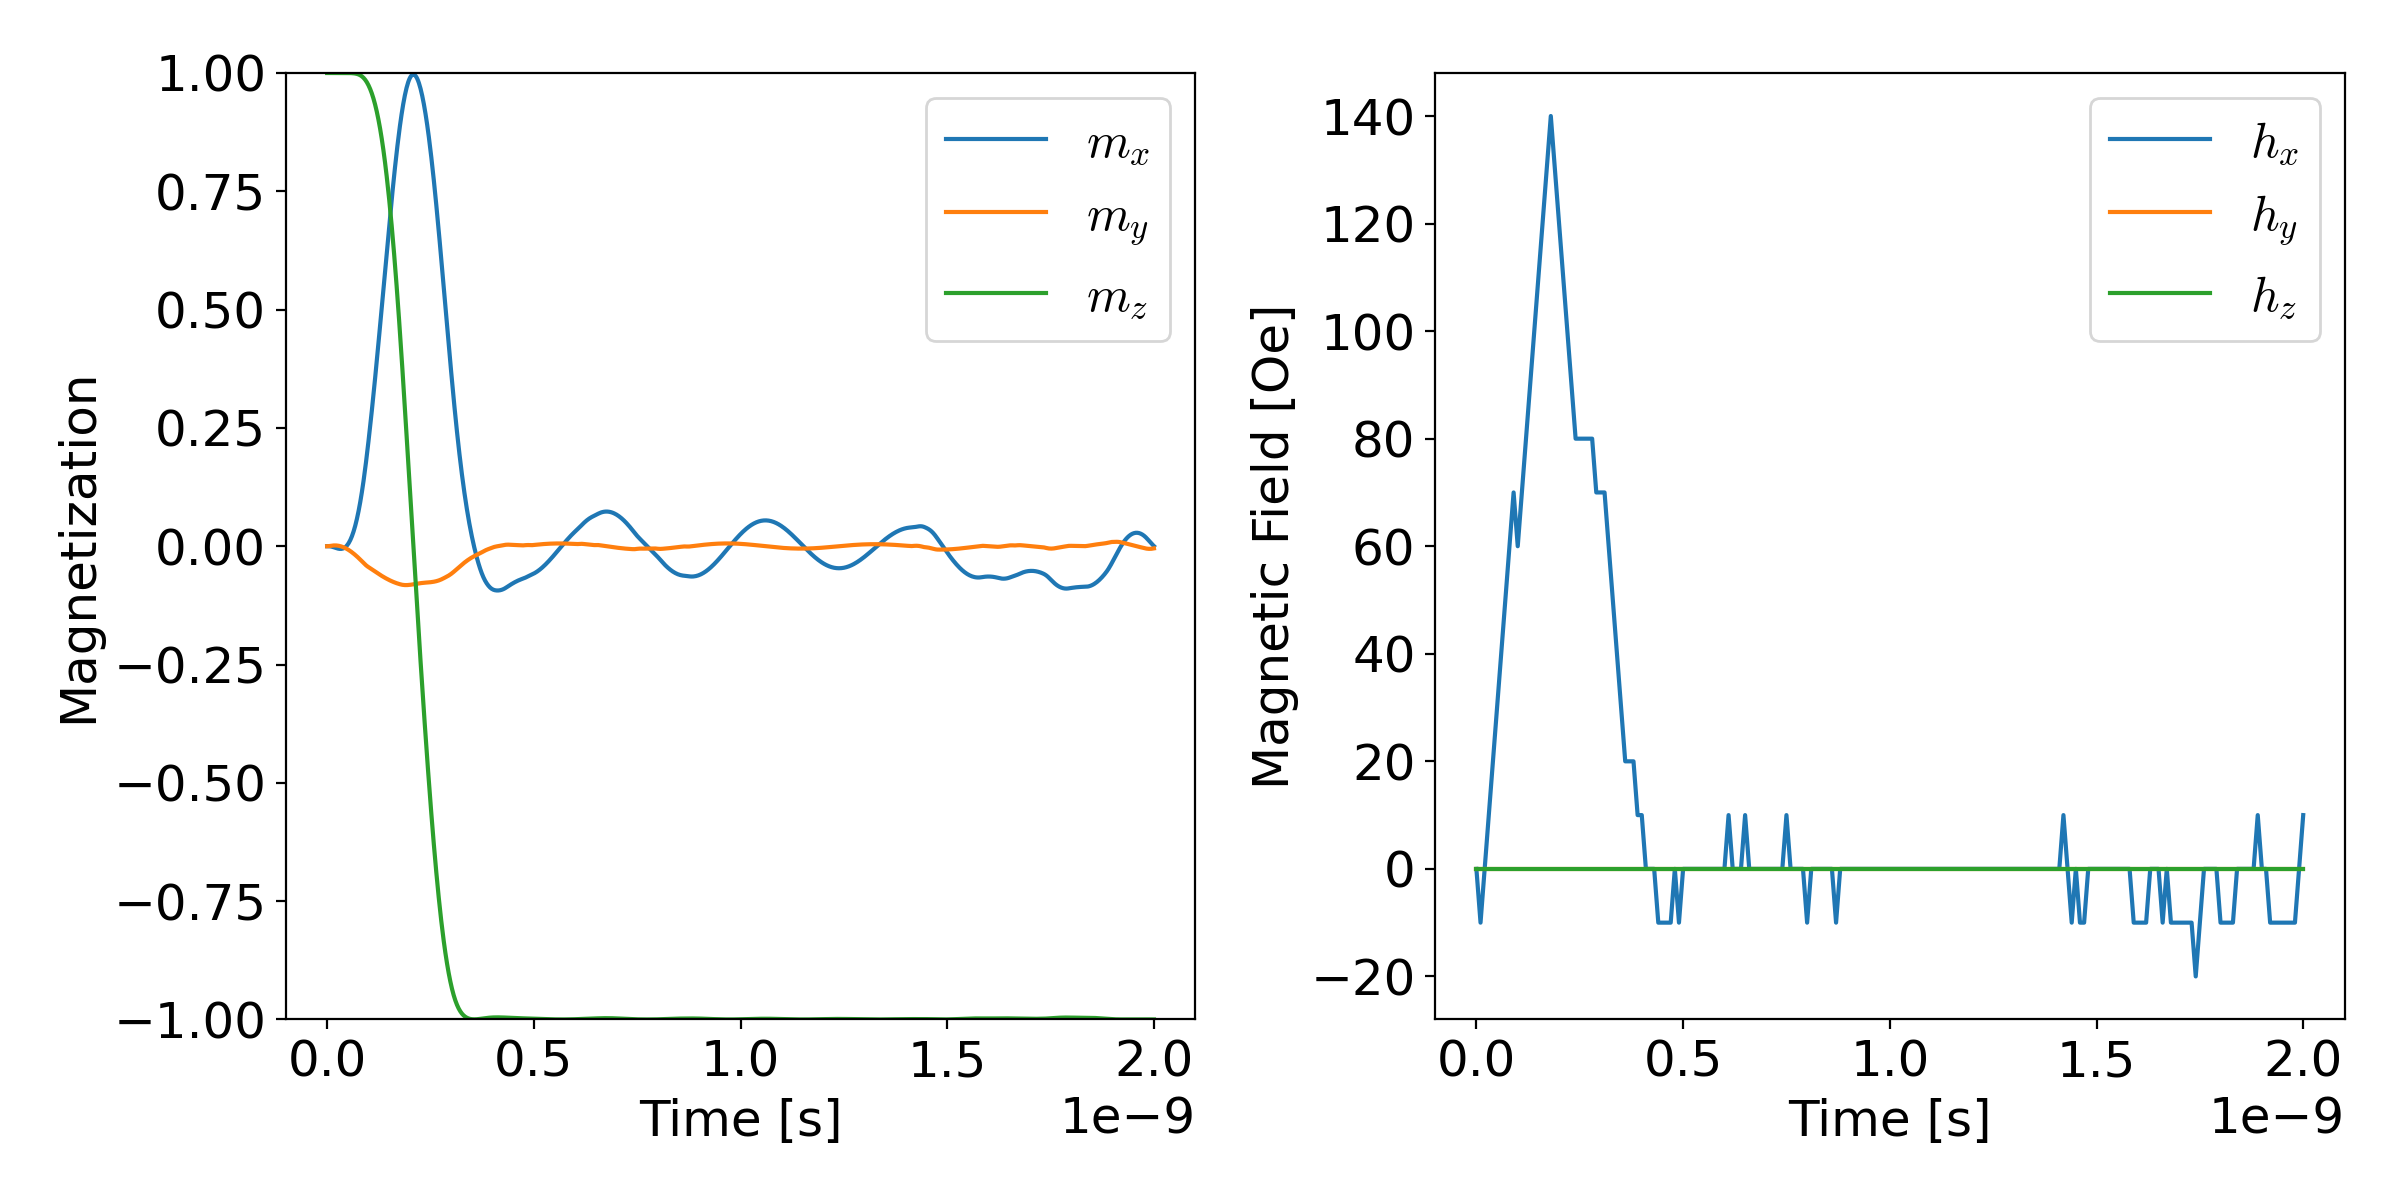 1.00
0.75
0.50
0.25
0.00
−0.25
−0.50
−0.75
−1.00
Magnetization
0.0 0.5 1.0 1.5 2.0
Time [s]
1e−9
m_x
m_y
m_z
140
120
100
80
60
40
20
0
−20
Magnetic Field [Oe]
0.0 0.5 1.0 1.5 2.0
Time [s]
1e−9
h_x
h_y
h_z